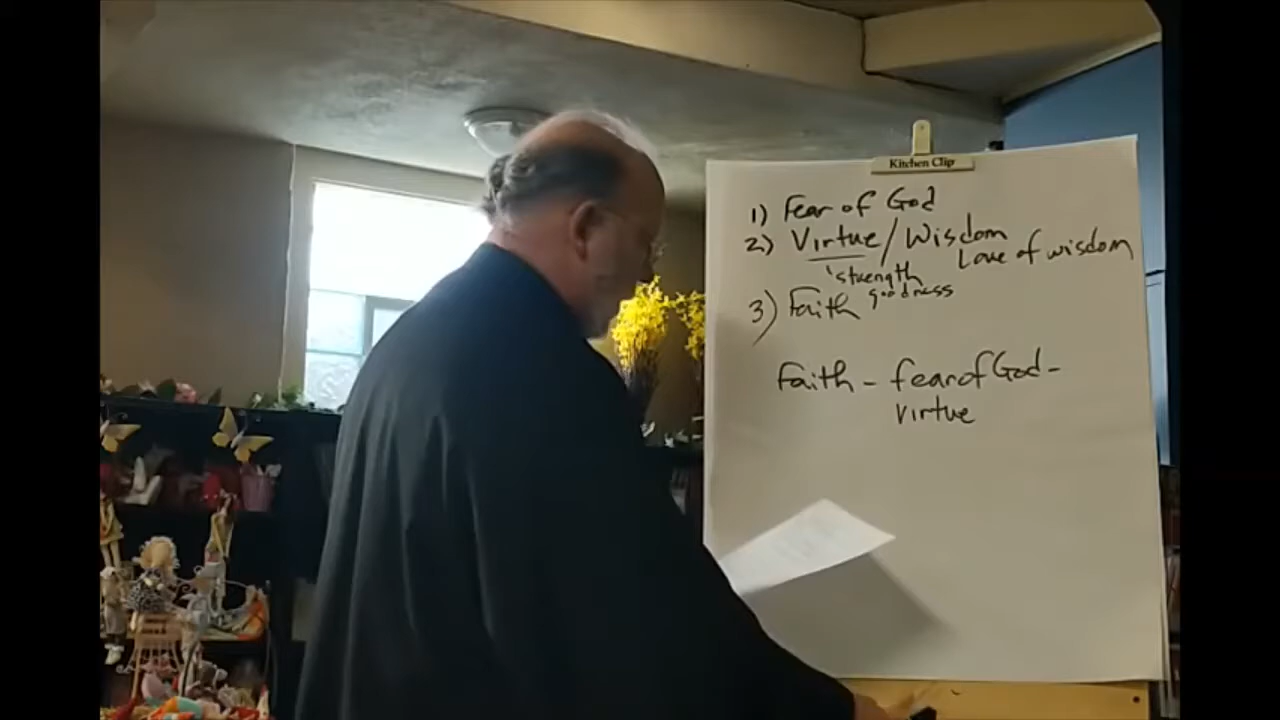 Kitchen Clip
1) Fear of God
2) Virtue / Wisdom Love of wisdom
'strength
goodness
3) Faith
Faith - fear of God -
virtue